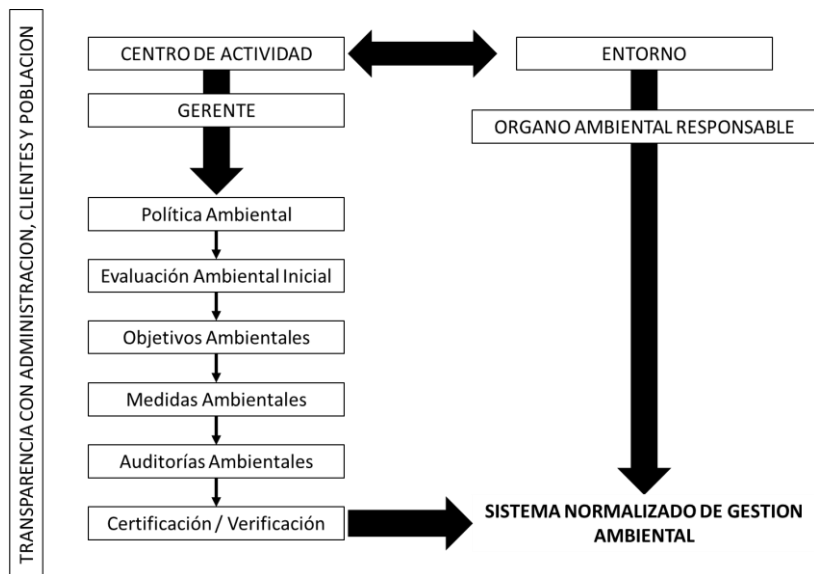 TRANSPARENCIA CON ADMINISTRACION, CLIENTES Y POBLACION
CENTRO DE ACTIVIDAD
ENTORNO
GERENTE
ORGANO AMBIENTAL RESPONSABLE
Política Ambiental
Evaluación Ambiental Inicial
Objetivos Ambientales
Medidas Ambientales
Auditorías Ambientales
Certificación / Verificación
SISTEMA NORMALIZADO DE GESTION
AMBIENTAL